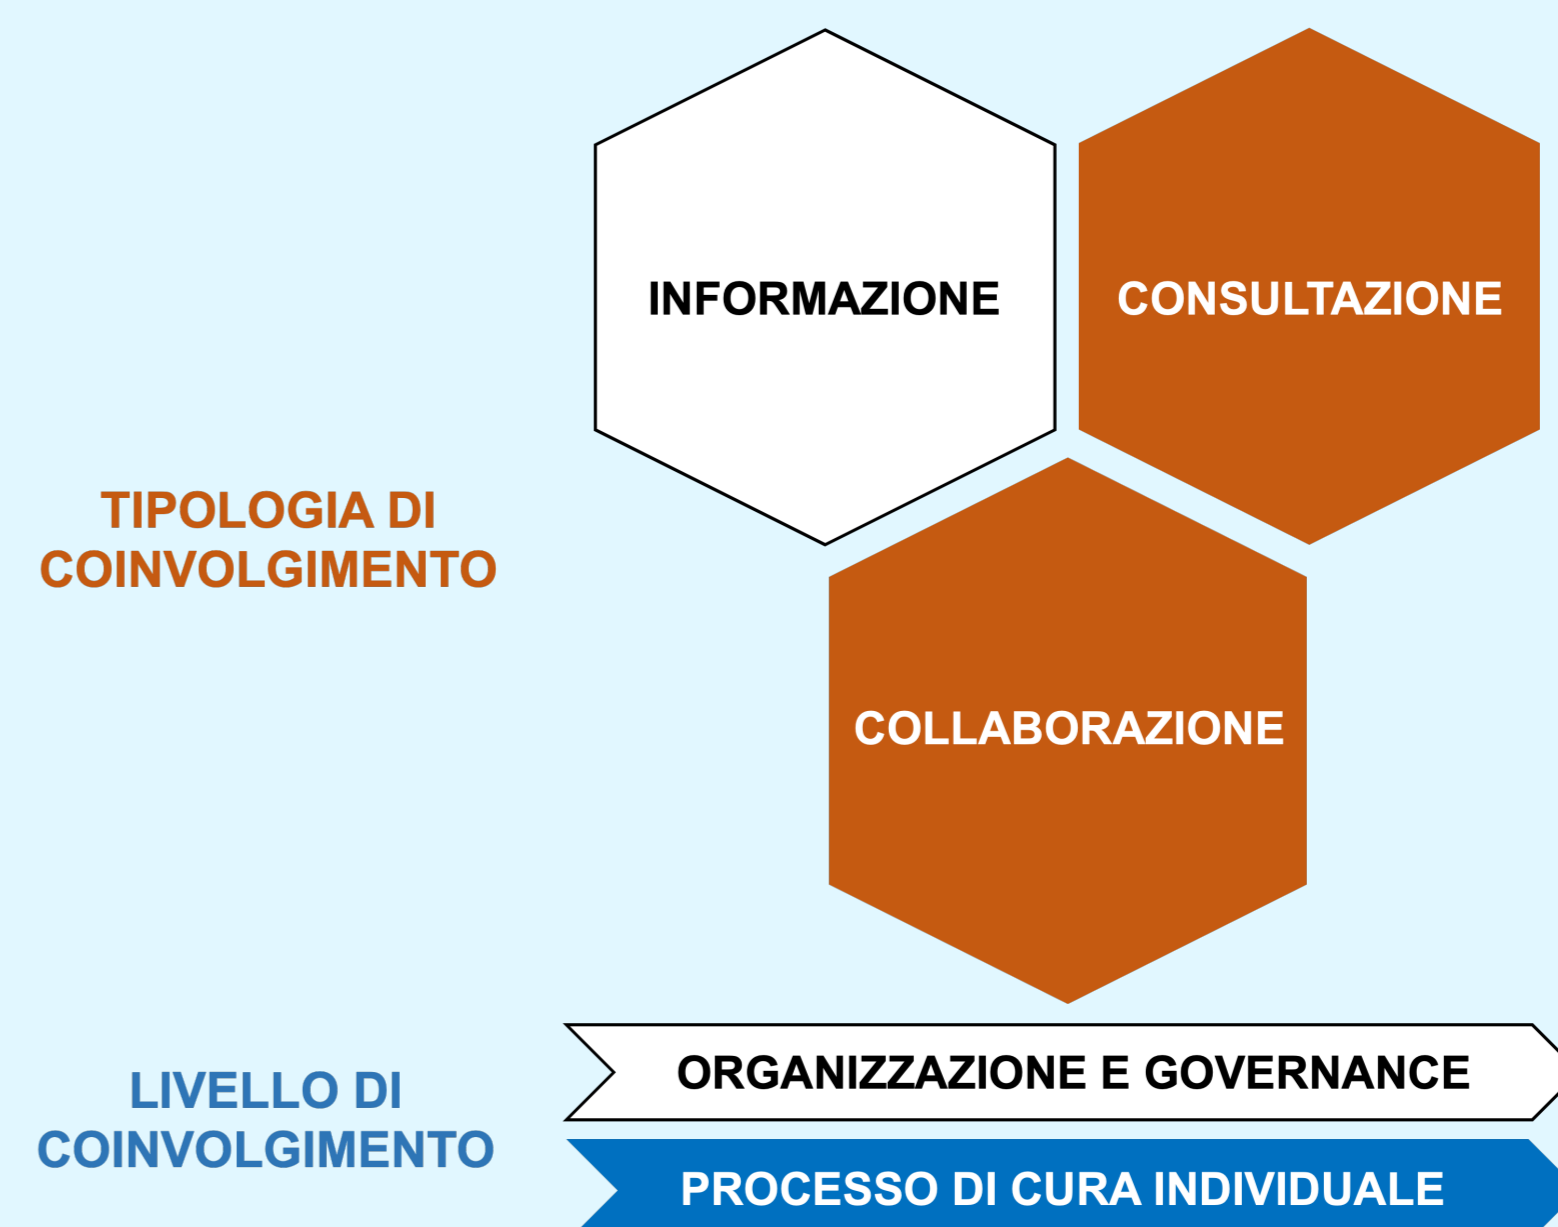 INFORMAZIONE
CONSULTAZIONE
TIPOLOGIA DI
COINVOLGIMENTO
COLLABORAZIONE
ORGANIZZAZIONE E GOVERNANCE
LIVELLO DI
COINVOLGIMENTO
PROCESSO DI CURA INDIVIDUALE